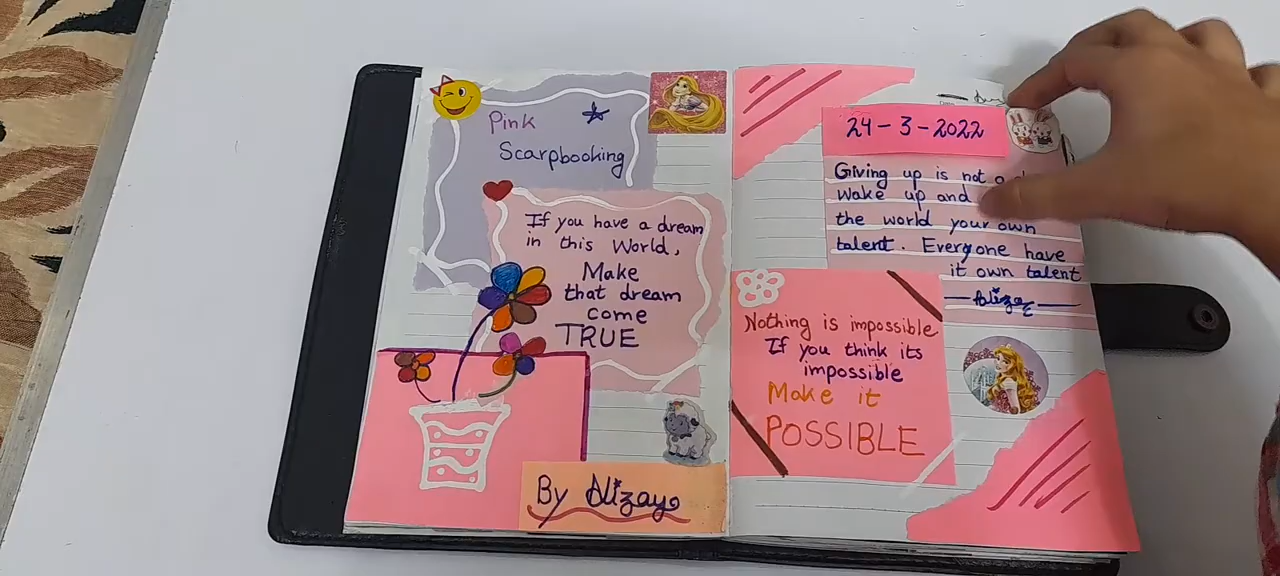 Pink
Scarpbooking
If you have a dream
in this World,
Make
that dream
come
TRUE
By Alizay
24-3-2022
Giving up is not a
Wake up and
the world your own
talent. Everyone have
it own talent
Nothing is impossible
If you think its
impossible
Make it
POSSIBLE